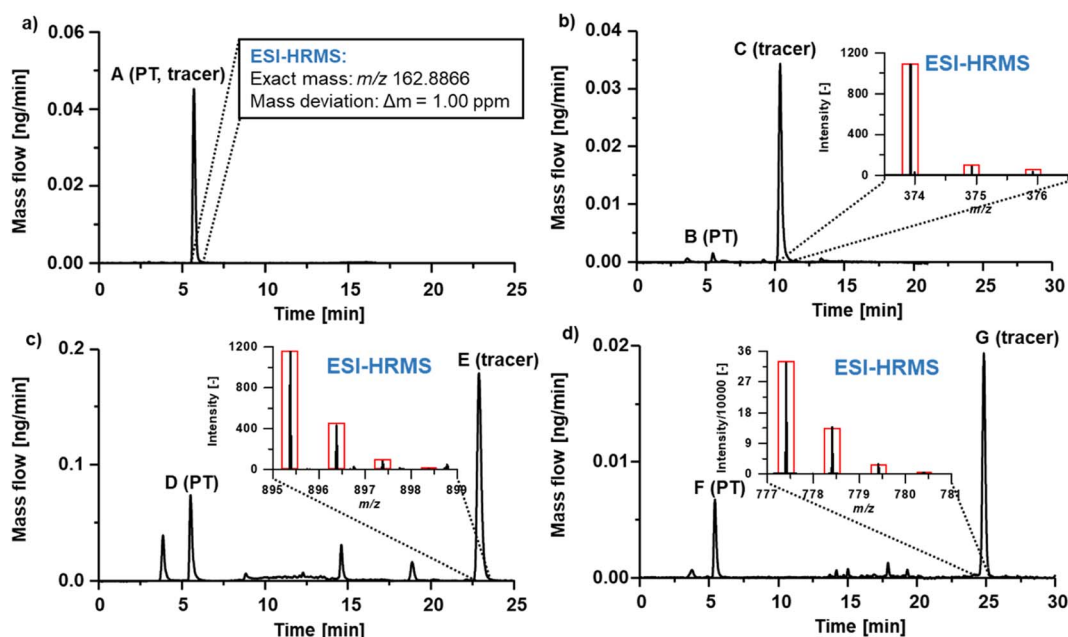 a)
0.06
0.04
0.02
0.00
Mass flow [ng/min]
A (PT, tracer)
ESI-HRMS:
Exact mass: m/z 162.8866
Mass deviation: Δm = 1.00 ppm
0 5 10 15 20 25
Time [min]
b)
0.04
0.03
0.02
0.01
0.00
Mass flow [ng/min]
C (tracer)
B (PT)
ESI-HRMS
1200
800
400
0
Intensity [-]
374 375 376
m/z
0 5 10 15 20 25 30
Time [min]
c)
0.2
0.1
0.0
Mass flow [ng/min]
D (PT)
E (tracer)
ESI-HRMS
1200
800
400
0
Intensity [-]
895 896 897 898 899
m/z
0 5 10 15 20 25
Time [min]
d)
0.02
0.01
0.00
Mass flow [ng/min]
F (PT)
G (tracer)
ESI-HRMS
36
27
18
9
0
Intensity/10000 [-]
777 778 779 780 781
m/z
0 5 10 15 20 25 30
Time [min]